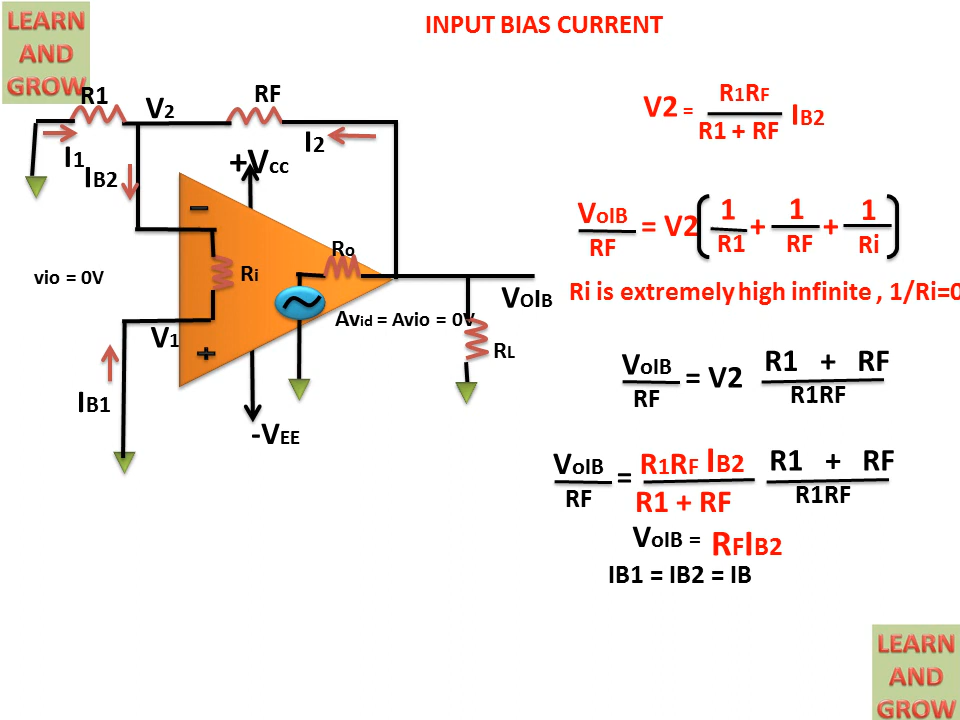 LEARN
AND
GROW
INPUT BIAS CURRENT
R1
V2
RF
I1
IB2
I2
+Vcc
−
Ri
Ro
vio = 0V
Avid = Avio = 0V
VOIB
V1
+
RL
IB1
-VEE
V2 = R1RF / R1 + RF IB2
VoIB / RF = V2 ( 1 / R1 + 1 / RF + 1 / Ri )
Ri is extremely high infinite , 1/Ri=0
VoIB / RF = V2 R1 + RF / R1RF
VoIB / RF = R1RF IB2 / R1 + RF R1 + RF / R1RF
VoIB = RFIB2
IB1 = IB2 = IB
LEARN
AND
GROW